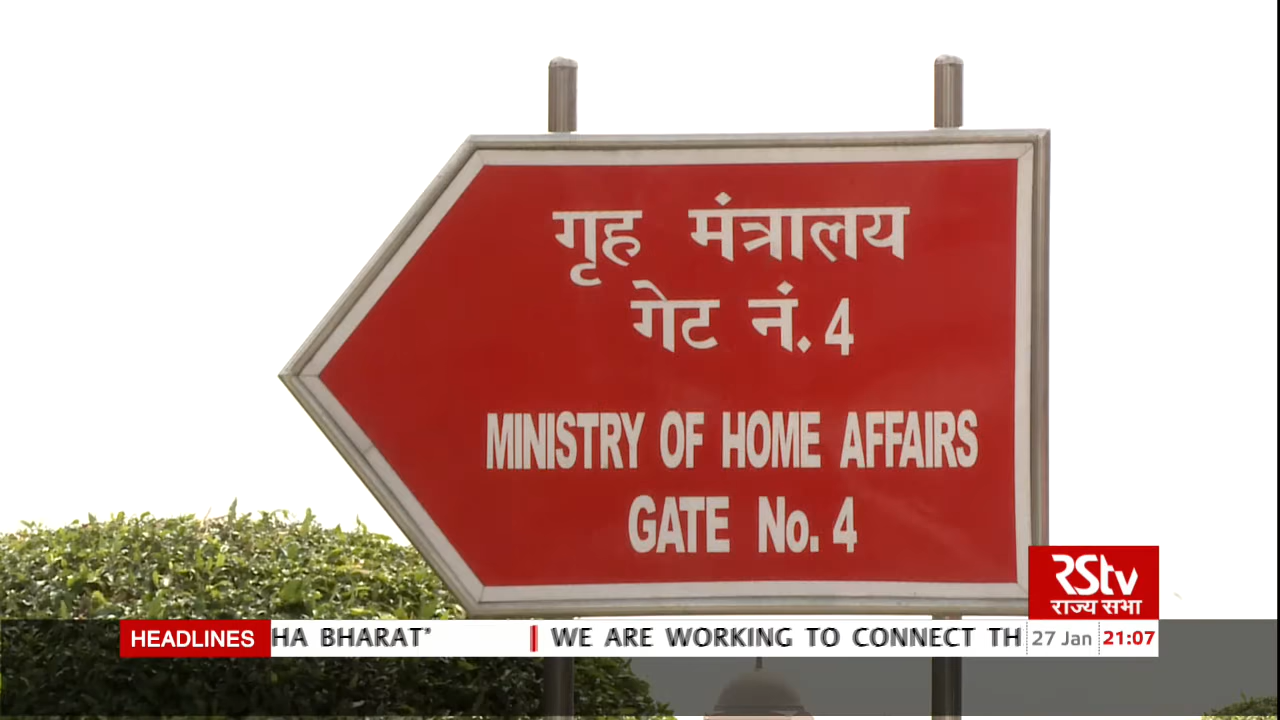 गृह मंत्रालय
गेट नं. 4
MINISTRY OF HOME AFFAIRS
GATE No. 4
RStv
राज्य सभा
HEADLINES HA BHARAT" WE ARE WORKING TO CONNECT TH 27 Jan 21:07